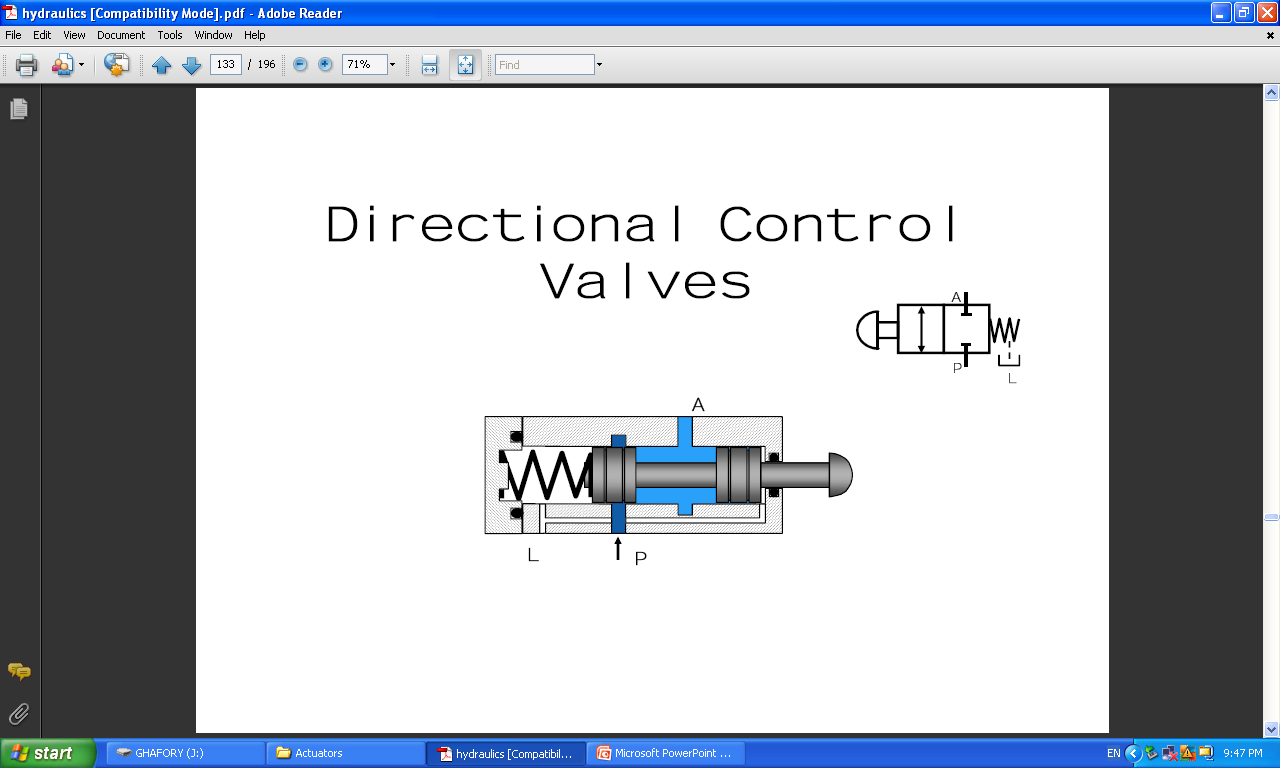 hydraulics [Compatibility Mode].pdf - Adobe Reader
File Edit View Document Tools Window Help
133 / 196 71% Find
Directional Control
Valves
A
P
L
A
L
P
start GHAFORY (J:) Actuators hydraulics [Compatibil... Microsoft PowerPoint ... EN 9:47 PM